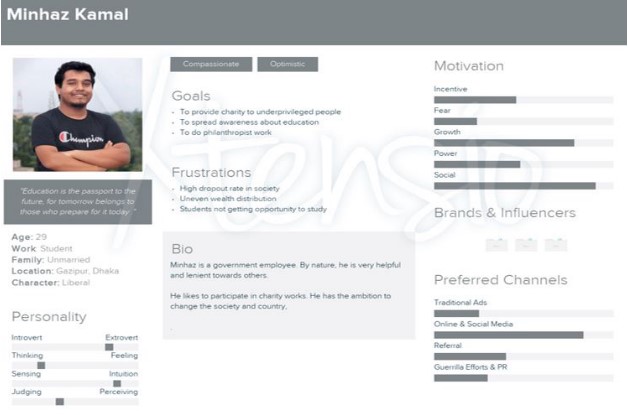 Minhaz Kamal
Champion
"Education is the passport to the
future, for tomorrow belongs to
those who prepare for it today."
Age: 29
Work: Student
Family: Unmarried
Location: Gazipur, Dhaka
Character: Liberal
Personality
Introvert Extrovert
Thinking Feeling
Sensing Intuition
Judging Perceiving
Compassionate Optimistic
Goals
- To provide charity to underprivileged people
- To spread awareness about education
- To do philanthropist work
Frustrations
- High dropout rate in society
- Uneven wealth distribution
- Students not getting opportunity to study
Bio
Minhaz is a government employee. By nature, he is very helpful
and lenient towards others.
He likes to participate in charity works. He has the ambition to
change the society and country,
.
Motivation
Incentive
Fear
Growth
Power
Social
Brands & Influencers
Preferred Channels
Traditional Ads
Online & Social Media
Referral
Guerrilla Efforts & PR
Xtensio